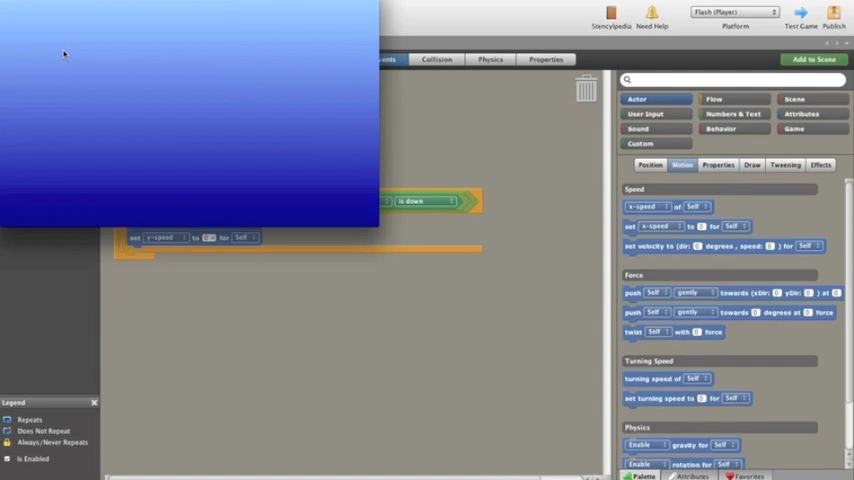 Flash (Player)
Stencylpedia
Need Help
Platform
Test Game
Publish
Collision
Physics
Properties
Add to Scene
Actor
Flow
Scene
User Input
Numbers & Text
Attributes
Sound
Behavior
Game
Custom
Position
Motion
Properties
Draw
Tweening
Effects
Speed
is down
x-speed of Self
set x-speed to 0 for Self
set y-speed to 0 for Self
set velocity to (dir: 0 degrees , speed: 0 ) for Self
Force
push Self gently towards (xDir: 0 yDir: 0 ) at 0
push Self gently towards 0 degrees at 0 force
twist Self with 0 force
Turning Speed
turning speed of Self
set turning speed to 0 for Self
Legend
Physics
Repeats
Does Not Repeat
Always/Never Repeats
Enable gravity for Self
Is Enabled
Enable rotation for Self
Palette
Attributes
Favorites